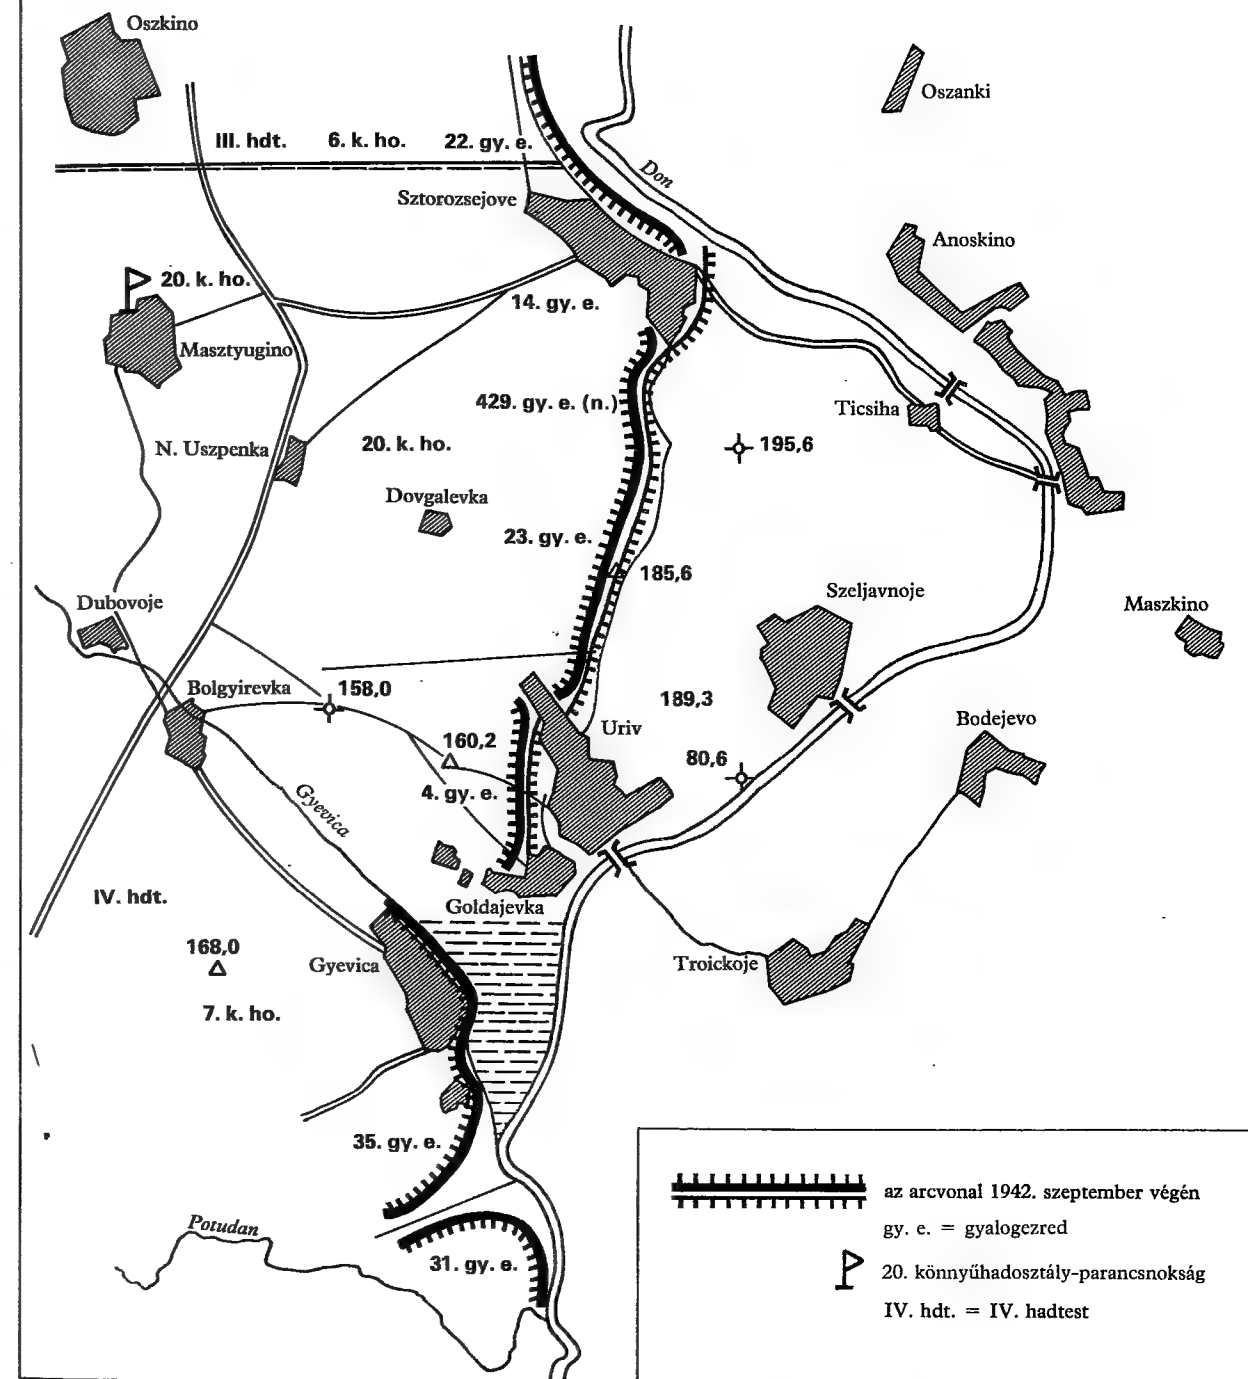 Oszkino
Oszanki
III. hdt. 6. k. ho. 22. gy. e.
Don
Sztorozsejove
Anoskino
20. k. ho.
14. gy. e.
Masztyugino
429. gy. e. (n.)
Ticsiha
N. Uszpenka
20. k. ho.
195,6
Dovgalevka
23. gy. e.
185,6
Dubovoje
Szeljavnoje
Maszkino
Bolgyirevka
158,0
189,3
Bodejevo
160,2
Uriv
80,6
Gyevica
4. gy. e.
IV. hdt.
Goldajevka
168,0
Gyevica
Troickoje
7. k. ho.
35. gy. e.
Potudan
31. gy. e.
az arcvonal 1942. szeptember végén
gy. e. = gyalogezred
20. könnyűhadosztály-parancsnokság
IV. hdt. = IV. hadtest